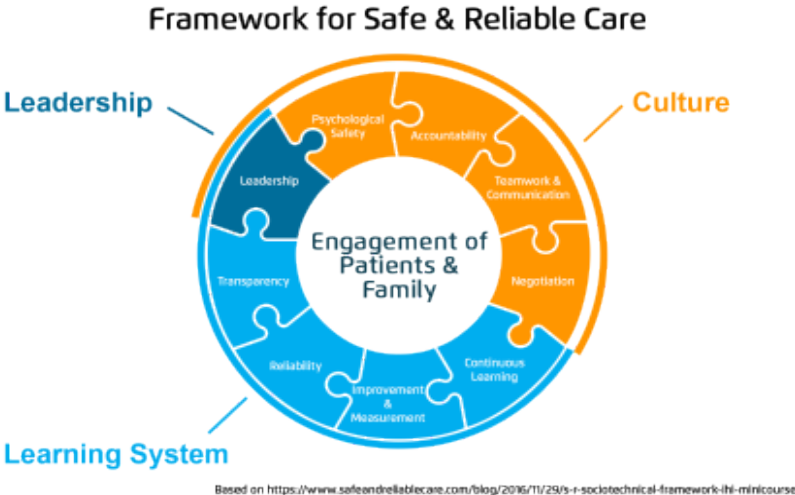 Framework for Safe & Reliable Care
Leadership
Culture
Psychological
Safety
Accountability
Leadership
Teamwork &
Communication
Engagement of
Patients &
Family
Transparency
Negotiation
Reliability
Continuous
Learning
Improvement
&
Measurement
Learning System
Based on https://www.safeandreliablecare.com/blog/2016/11/29/s-r-sociotechnical-framework-ihi-minicourse